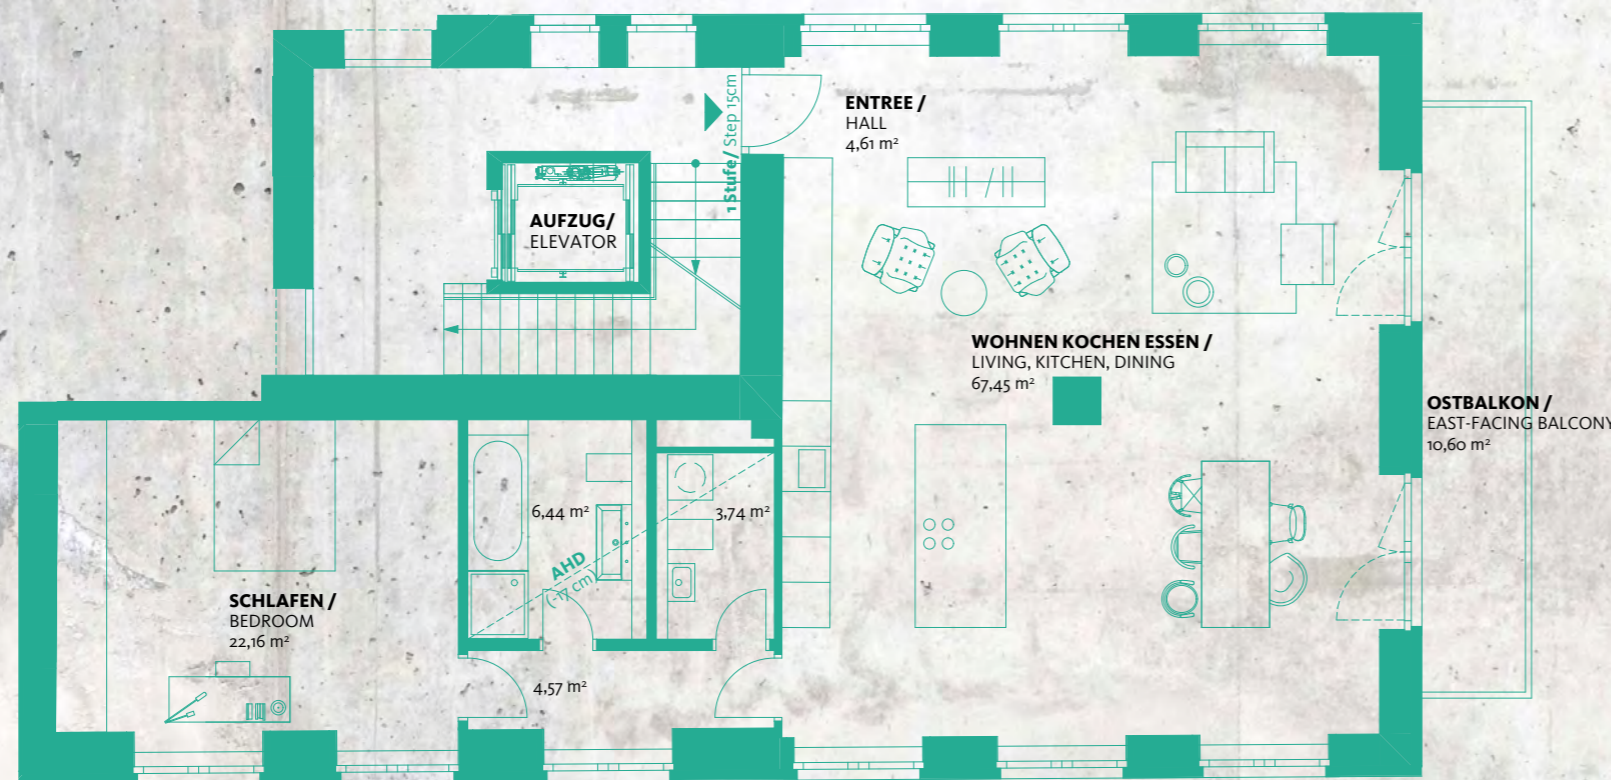 1 Stufe/ Step 15cm
ENTREE /
HALL
4,61 m²
AUFZUG/
ELEVATOR
WOHNEN KOCHEN ESSEN /
LIVING, KITCHEN, DINING
67,45 m²
OSTBALKON /
EAST-FACING BALCONY
10,60 m²
6,44 m²
3,74 m²
AHD
(-17 cm)
SCHLAFEN /
BEDROOM
22,16 m²
4,57 m²